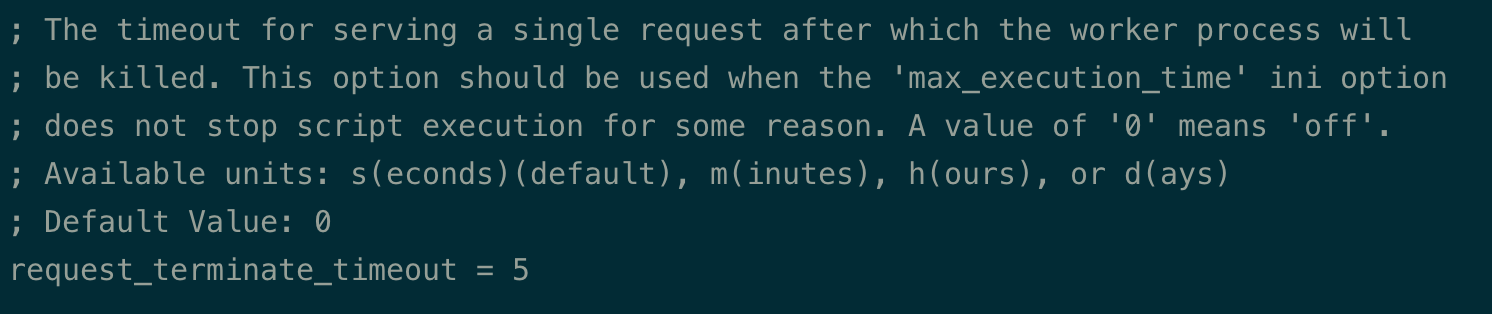 ; The timeout for serving a single request after which the worker process will
; be killed. This option should be used when the 'max_execution_time' ini option
; does not stop script execution for some reason. A value of '0' means 'off'.
; Available units: s(econds)(default), m(inutes), h(ours), or d(ays)
; Default Value: 0
request_terminate_timeout = 5